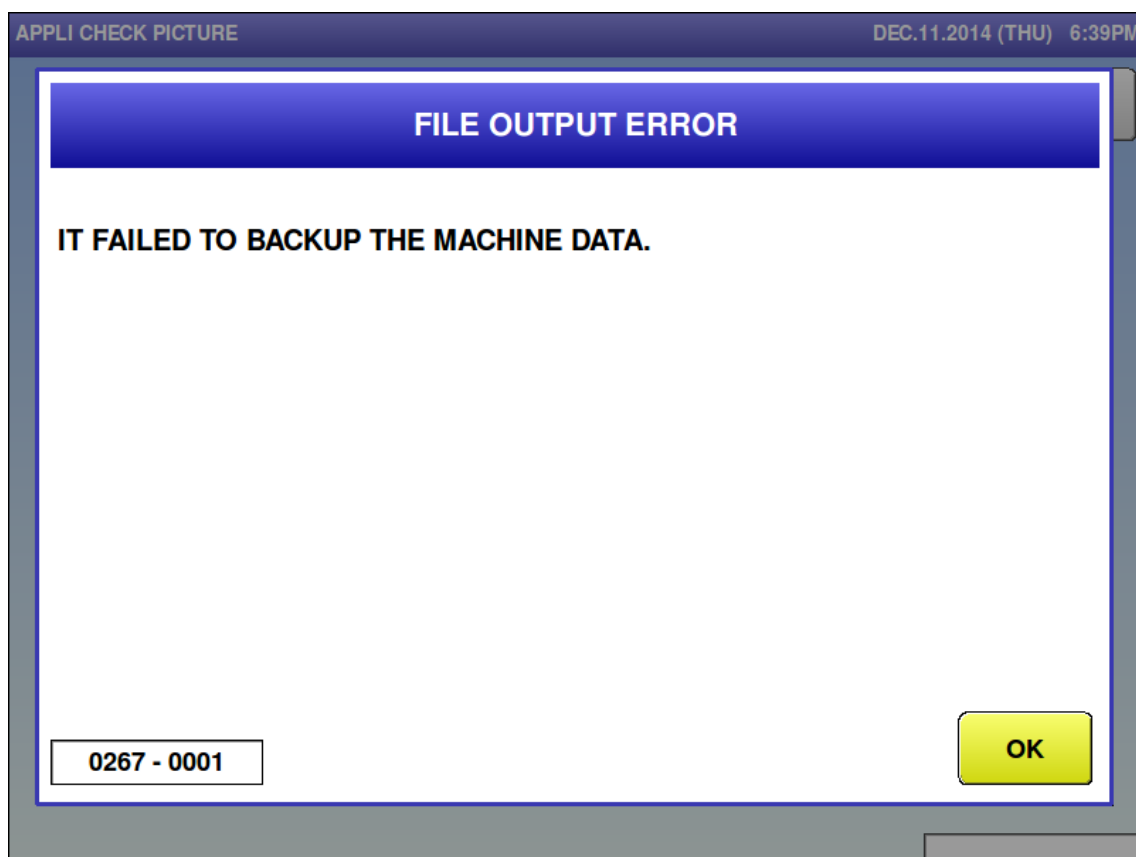 APPLI CHECK PICTURE DEC.11.2014 (THU) 6:39PM
FILE OUTPUT ERROR
IT FAILED TO BACKUP THE MACHINE DATA.
0267 - 0001
OK